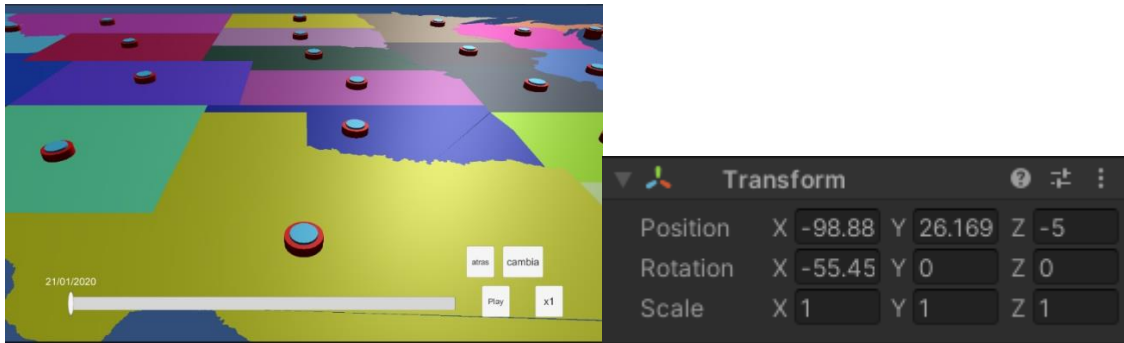 atras cambia
21/01/2020
Play x1
Transform
Position X -98.88 Y 26.169 Z -5
Rotation X -55.45 Y 0 Z 0
Scale X 1 Y 1 Z 1